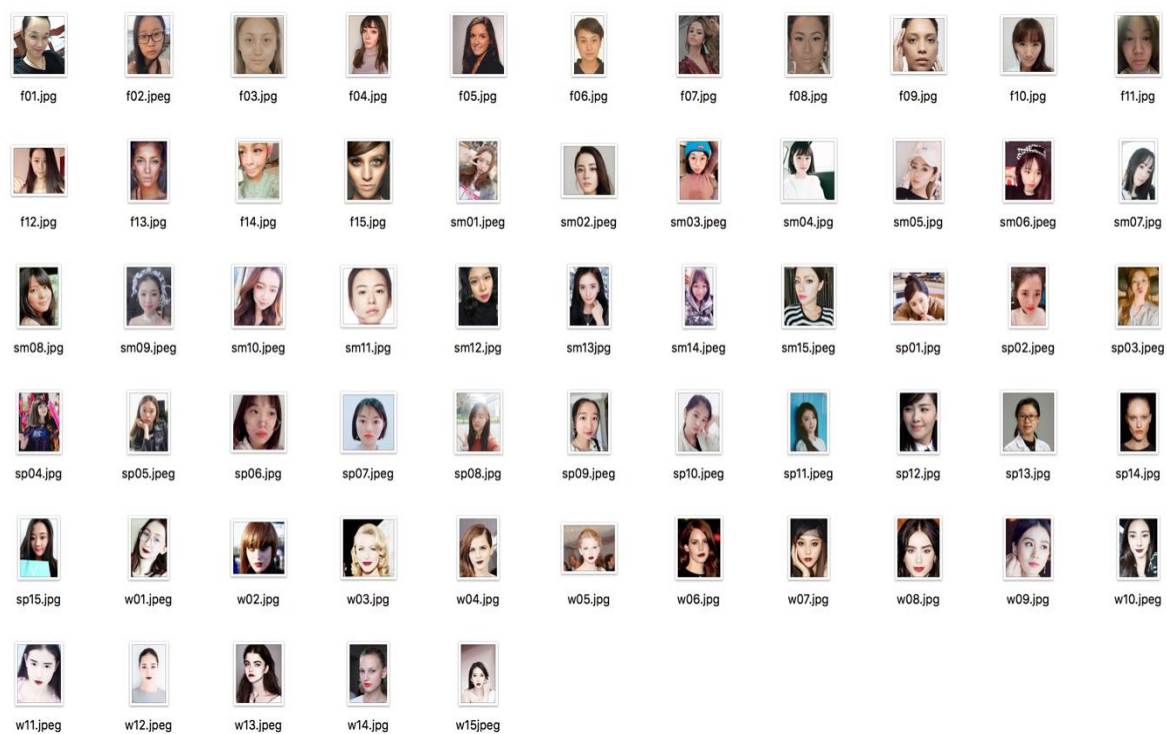 f01.jpg f02.jpeg f03.jpg f04.jpg f05.jpg f06.jpg f07.jpg f08.jpg f09.jpg f10.jpg f11.jpg
f12.jpg f13.jpg f14.jpg f15.jpg sm01.jpeg sm02.jpeg sm03.jpeg sm04.jpg sm05.jpg sm06.jpeg sm07.jpg
sm08.jpg sm09.jpeg sm10.jpeg sm11.jpg sm12.jpg sm13jpg sm14.jpeg sm15.jpeg sp01.jpg sp02.jpeg sp03.jpeg
sp04.jpg sp05.jpeg sp06.jpg sp07.jpeg sp08.jpg sp09.jpeg sp10.jpeg sp11.jpeg sp12.jpg sp13.jpg sp14.jpg
sp15.jpg w01.jpeg w02.jpg w03.jpg w04.jpg w05.jpg w06.jpg w07.jpg w08.jpg w09.jpg w10.jpeg
w11.jpeg w12.jpeg w13.jpeg w14.jpg w15jpeg